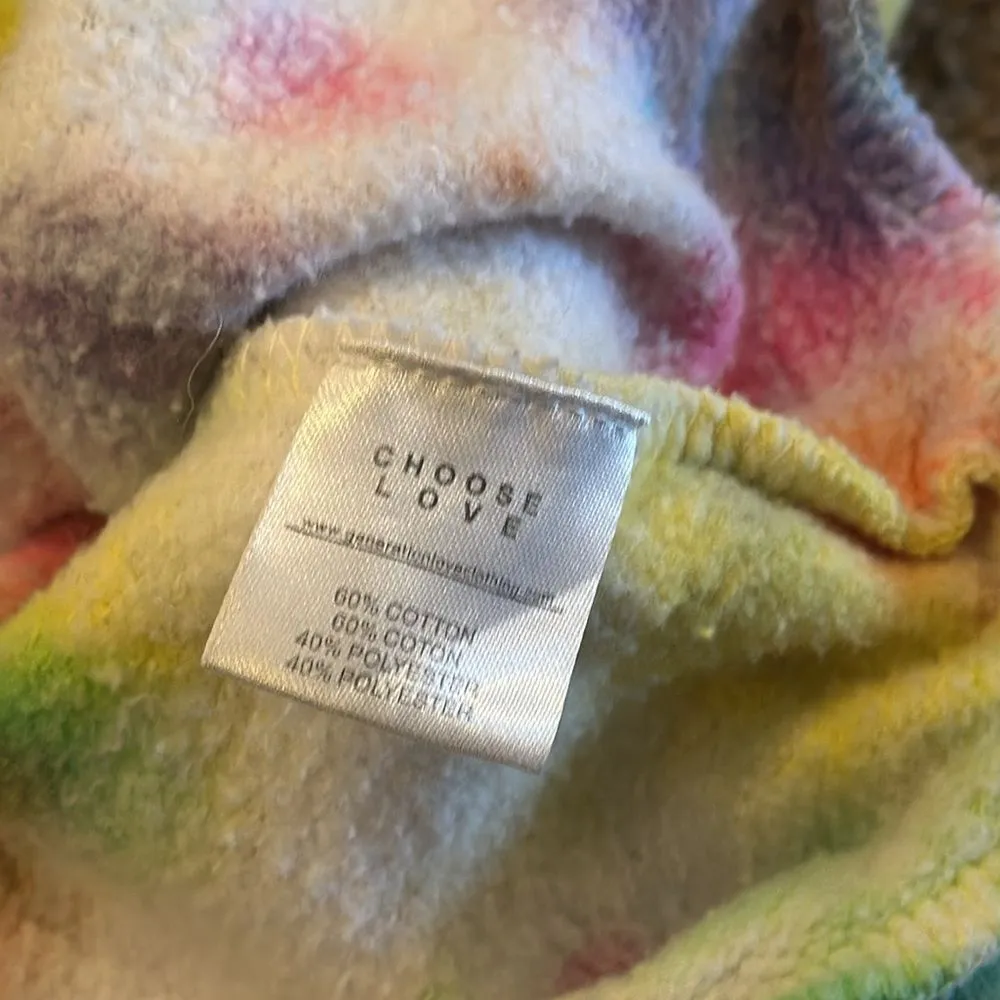 CHOOSE
LOVE
www.generationloveclothing.com
60% COTTON
60% COTON
40% POLYESTER
40% POLYESTER